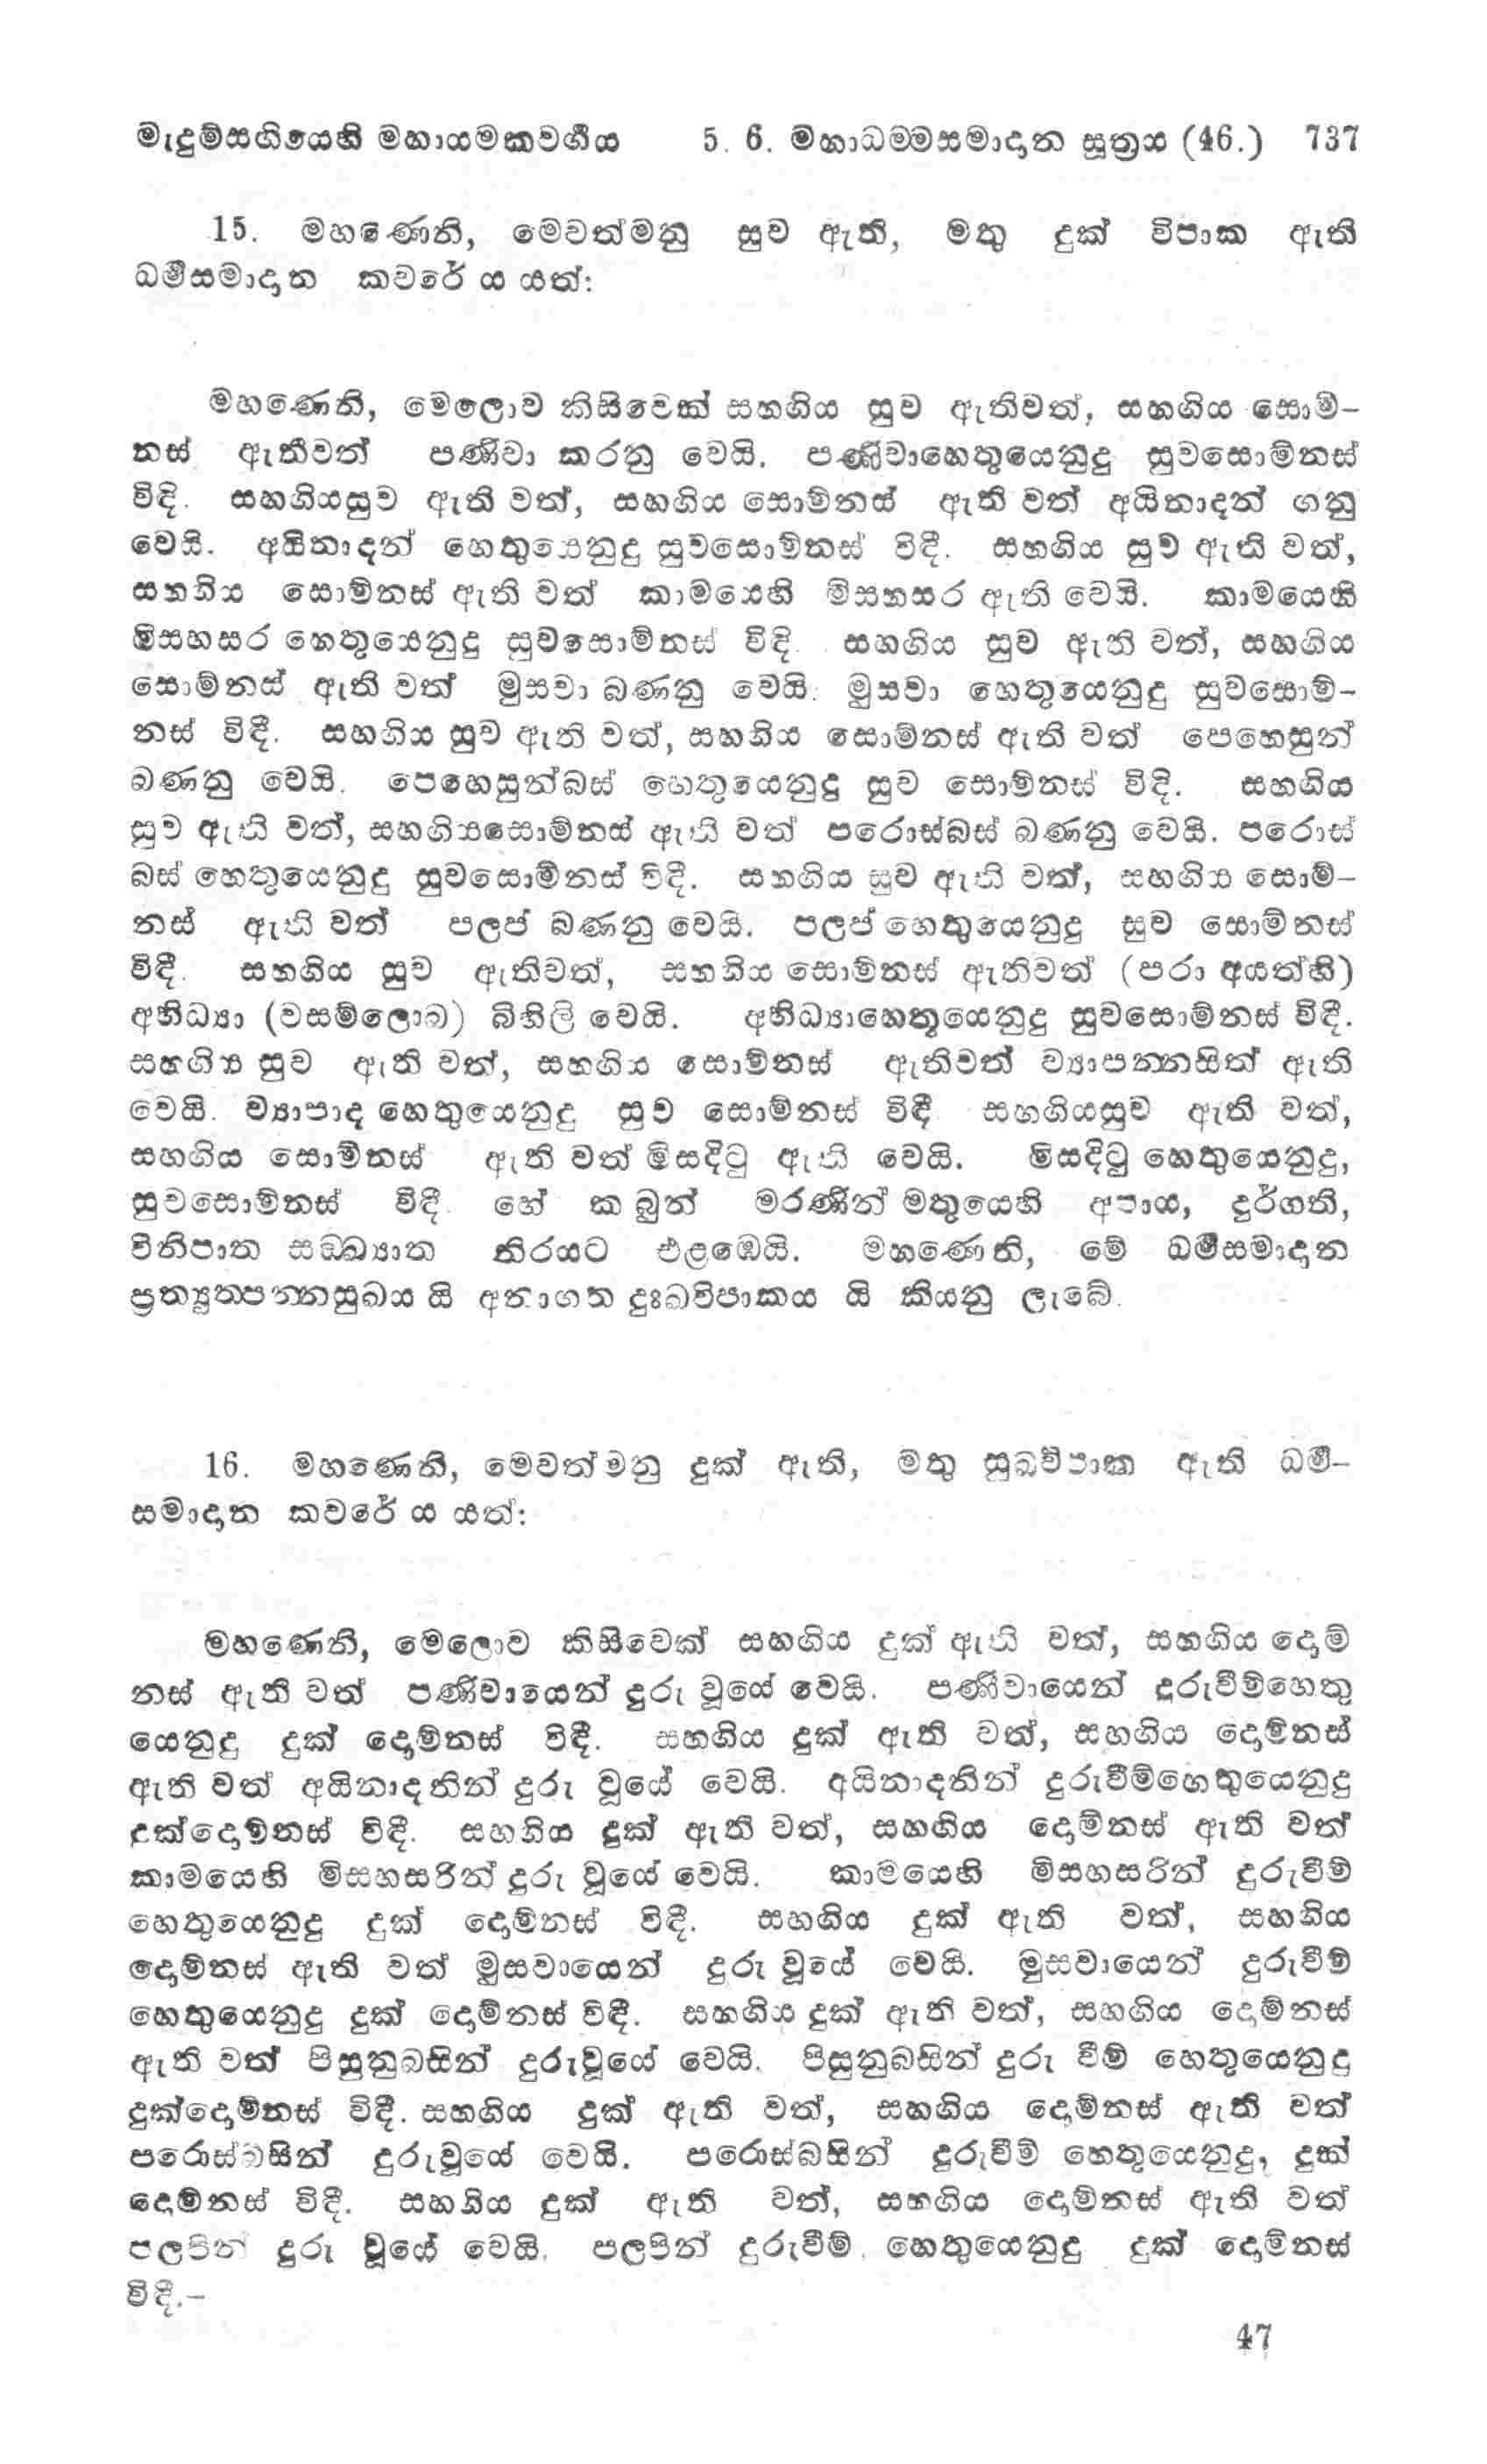 මැදුම්සඟියෙහි මහායමකවර්‍ගය 5. 6. මහාධම්මසමාදාන සූත්‍රය (46.) 737
15. මහණෙනි, මෙවත්මනු සුව ඇති, මතු දුක් විපාක ඇති
ධර්‍මසමාදාන කවරේ ය යත්:
මහණෙනි, මෙලොව කිසිවෙක් සහගිය සුව ඇතිවත්, සහගිය සොම්-
නස් ඇතිවත් පණිවා කරනු වෙයි. පණිවාහෙතුයෙනුදු සුවසොම්නස්
විඳි. සහගියසුව ඇති වත්, සහගිය සොම්නස් ඇති වත් අයිනාදන් ගනු
වෙයි. අයිනාදන් හෙතුයෙනුදු සුවසොම්නස් විඳී. සහගිය සුව ඇති වත්,
සහගිය සොම්නස් ඇති වත් කාමයෙහි මිසහසර ඇති වෙයි. කාමයෙහි
මිසහසර හෙතුයෙනුදු සුවසොම්නස් විඳි. සහගිය සුව ඇති වත්, සහගිය
සොම්නස් ඇති වත් මුසවා බණනු වෙයි. මුසවා හෙතුයෙනුදු සුවසොම්-
නස් විඳී. සහගිය සුව ඇති වත්, සහගිය සොම්නස් ඇති වත් පෙහෙසුන්
බණනු වෙයි. පෙහෙසුන්බස් හෙතුයෙනුදු සුව සොම්නස් විඳි. සහගිය
සුව ඇති වත්, සහගියසොම්නස් ඇති වත් පරොස්බස් බණනු වෙයි. පරොස්
බස් හෙතුයෙනුදු සුවසොම්නස් විඳී. සහගිය සුව ඇති වත්, සහගිය සොම්-
නස් ඇති වත් පලප් බණනු වෙයි. පලප් හෙතුයෙනුදු සුව සොම්නස්
විඳී. සහගිය සුව ඇතිවත්, සහගිය සොම්නස් ඇතිවත් (පරා අයත්හි)
අභිධ්‍යා (වසම්ලොබ) බිහිලි වෙයි. අභිධ්‍යාහෙතුයෙනුදු සුවසොම්නස් විඳී.
සහගිය සුව ඇති වත්, සහගිය සොම්නස් ඇතිවත් ව්‍යාපන්නසිත් ඇති
වෙයි. ව්‍යාපාද හෙතුයෙනුදු සුව සොම්නස් විඳී. සහගියසුව ඇති වත්,
සහගිය සොම්නස් ඇති වත් මිසදිටු ඇති වෙයි. මිසදිටු හෙතුයෙනුදු,
සුවසොම්නස් විඳී. හේ ක බුන් මරණින් මතුයෙහි අපාය, දුර්ගති,
විනිපාත සඞ්ඛ්‍යාත නිරයට එළඹෙයි. මහණෙනි, මේ ධර්‍මසමාදාන
ප්‍රත්‍යුත්පන්නසුඛය යි අනාගත දුඃඛවිපාකය යි කියනු ලැබේ.
16. මහණෙනි, මෙවත්මනු දුක් ඇති, මතු සුඛවිපාක ඇති ධර්‍ම-
සමාදාන කවරේ ය යත්:
මහණෙනි, මෙලොව කිසිවෙක් සහගිය දුක් ඇති වත්, සහගිය දොම්
නස් ඇති වත් පණිවායෙන් දුරු වූයේ වෙයි. පණිවායෙන් දුරුවීම්හෙතු
යෙනුදු දුක් දොම්නස් විඳී. සහගිය දුක් ඇති වත්, සහගිය දොම්නස්
ඇති වත් අයිනාදනින් දුරු වූයේ වෙයි. අයිනාදනින් දුරුවීම්හෙතුයෙනුදු
දුක්දොම්නස් විඳී. සහගිය දුක් ඇති වත්, සහගිය දොම්නස් ඇති වත්
කාමයෙහි මිසහසරින් දුරු වූයේ වෙයි. කාමයෙහි මිසහසරින් දුරුවීම්
හෙතුයෙනුදු දුක් දොම්නස් විඳී. සහගිය දුක් ඇති වත්, සහගිය
දොම්නස් ඇති වත් මුසවායෙන් දුරු වූයේ වෙයි. මුසවායෙන් දුරුවීම්
හෙතුයෙනුදු දුක් දොම්නස් විඳී. සහගිය දුක් ඇති වත්, සහගිය දොම්නස්
ඇති වත් පිසුනුබසින් දුරුවූයේ වෙයි. පිසුනුබසින් දුරු වීම් හෙතුයෙනුදු
දුක්දොම්නස් විඳී. සහගිය දුක් ඇති වත්, සහගිය දොම්නස් ඇති වත්
පරොස්බසින් දුරුවූයේ වෙයි. පරොස්බසින් දුරුවීම් හෙතුයෙනුදු, දුක්
දොම්නස් විඳී. සහගිය දුක් ඇති වත්, සහගිය දොම්නස් ඇති වත්
පලපින් දුරු වූයේ වෙයි. පලපින් දුරුවීම් හෙතුයෙනුදු දුක් දොම්නස්
විඳී.-
47